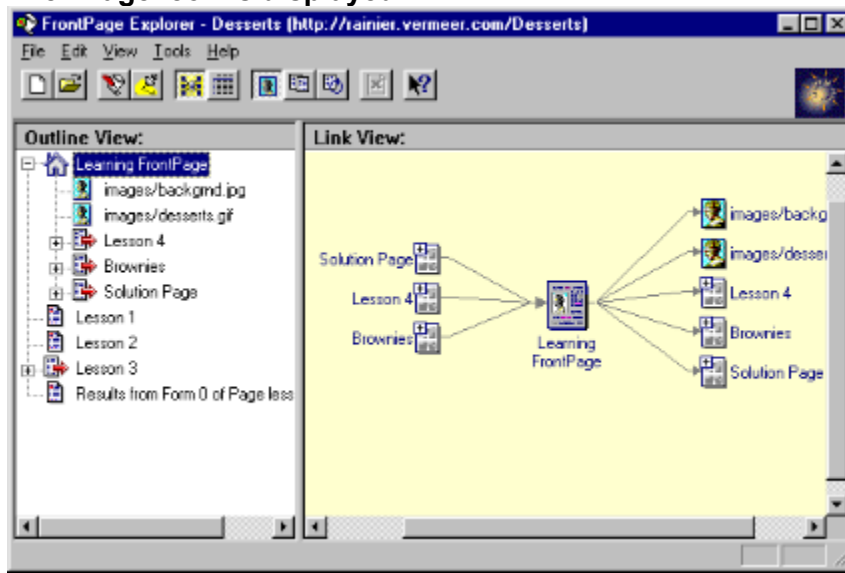 FrontPage Explorer - Desserts (http://rainier.vermeer.com/Desserts)
File Edit View Tools Help
Outline View:
Learning FrontPage
images/backgrnd.jpg
images/desserts.gif
Lesson 4
Brownies
Solution Page
Lesson 1
Lesson 2
Lesson 3
Results from Form 0 of Page less
Link View:
Solution Page
Lesson 4
Brownies
Learning
FrontPage
images/backg
images/desser
Lesson 4
Brownies
Solution Page